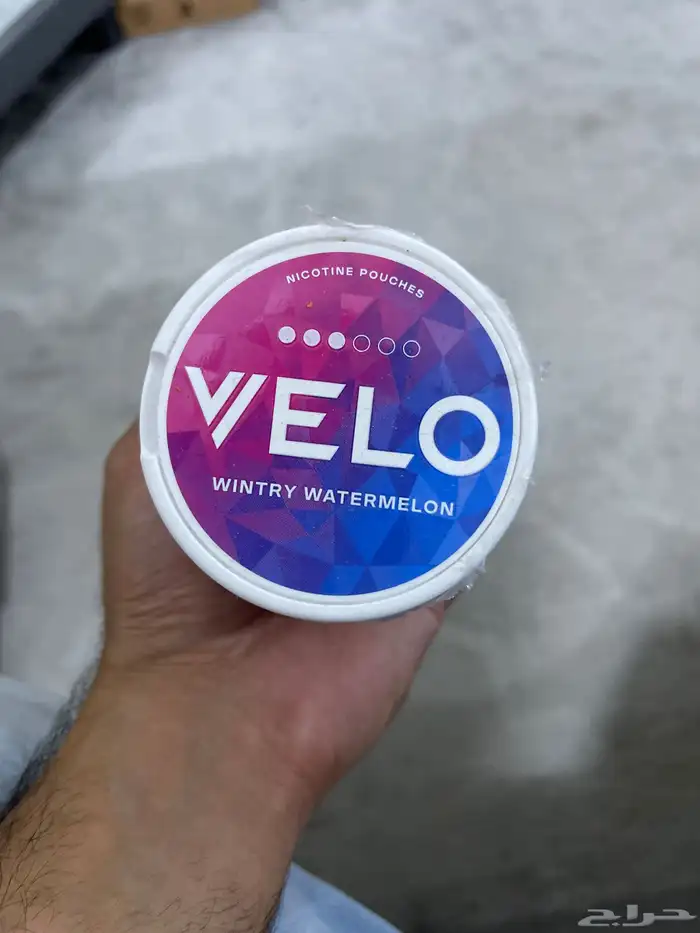 NICOTINE POUCHES
VELO
WINTRY WATERMELON
حراج